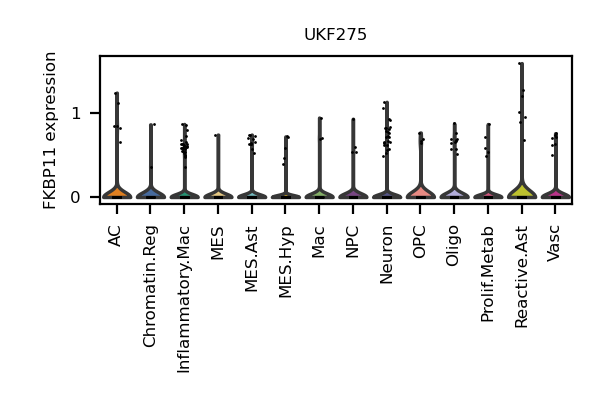 UKF275
FKBP11 expression
1
0
AC
Chromatin.Reg
Inflammatory.Mac
MES
MES.Ast
MES.Hyp
Mac
NPC
Neuron
OPC
Oligo
Prolif.Metab
Reactive.Ast
Vasc